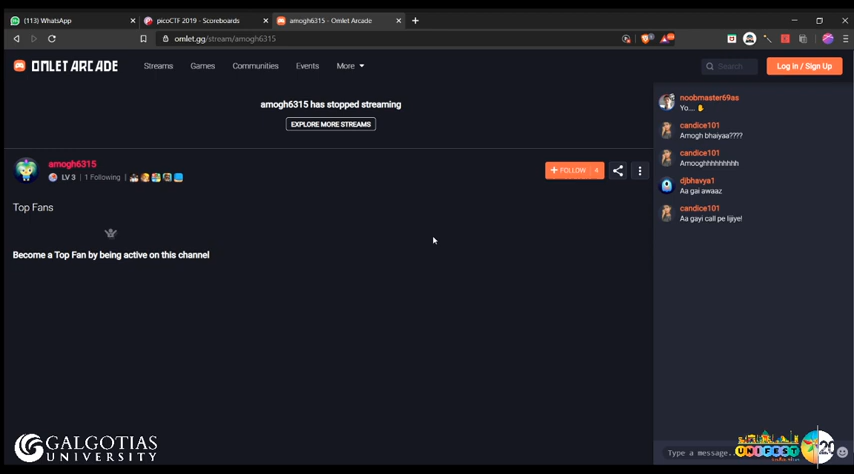 (113) WhatsApp
picoCTF 2019 - Scoreboards
amogh6315 - Omlet Arcade
omlet.gg/stream/amogh6315
OMLET ARCADE
Streams
Games
Communities
Events
More
Search
Log in / Sign Up
amogh6315 has stopped streaming
EXPLORE MORE STREAMS
amogh6315
LV 3 | 1 Following |
+ FOLLOW 4
Top Fans
Become a Top Fan by being active on this channel
noobmaster69as
Yo....
candice101
Amogh bhaiyaa????
candice101
Amooghhhhhhhhh
djbhavya1
Aa gai awaaz
candice101
Aa gayi call pe lijiye!
Type a message..
GALGOTIAS
UNIVERSITY
UNIFEST